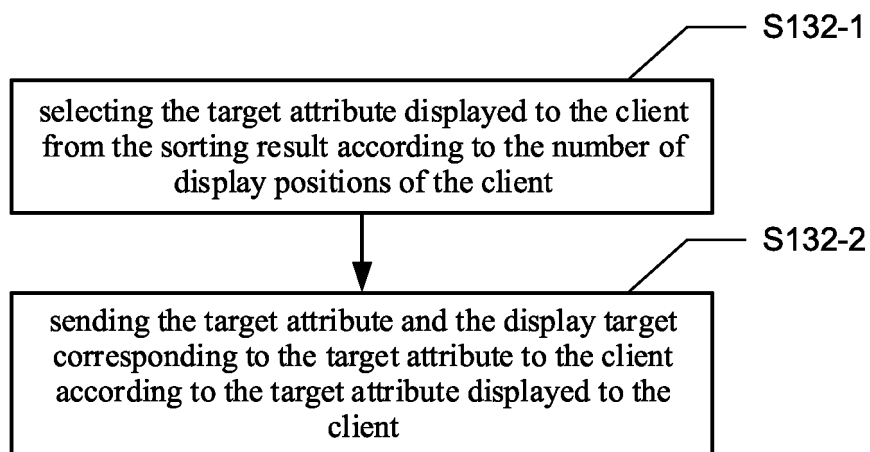 S132-1
selecting the target attribute displayed to the client
from the sorting result according to the number of
display positions of the client
S132-2
sending the target attribute and the display target
corresponding to the target attribute to the client
according to the target attribute displayed to the
client